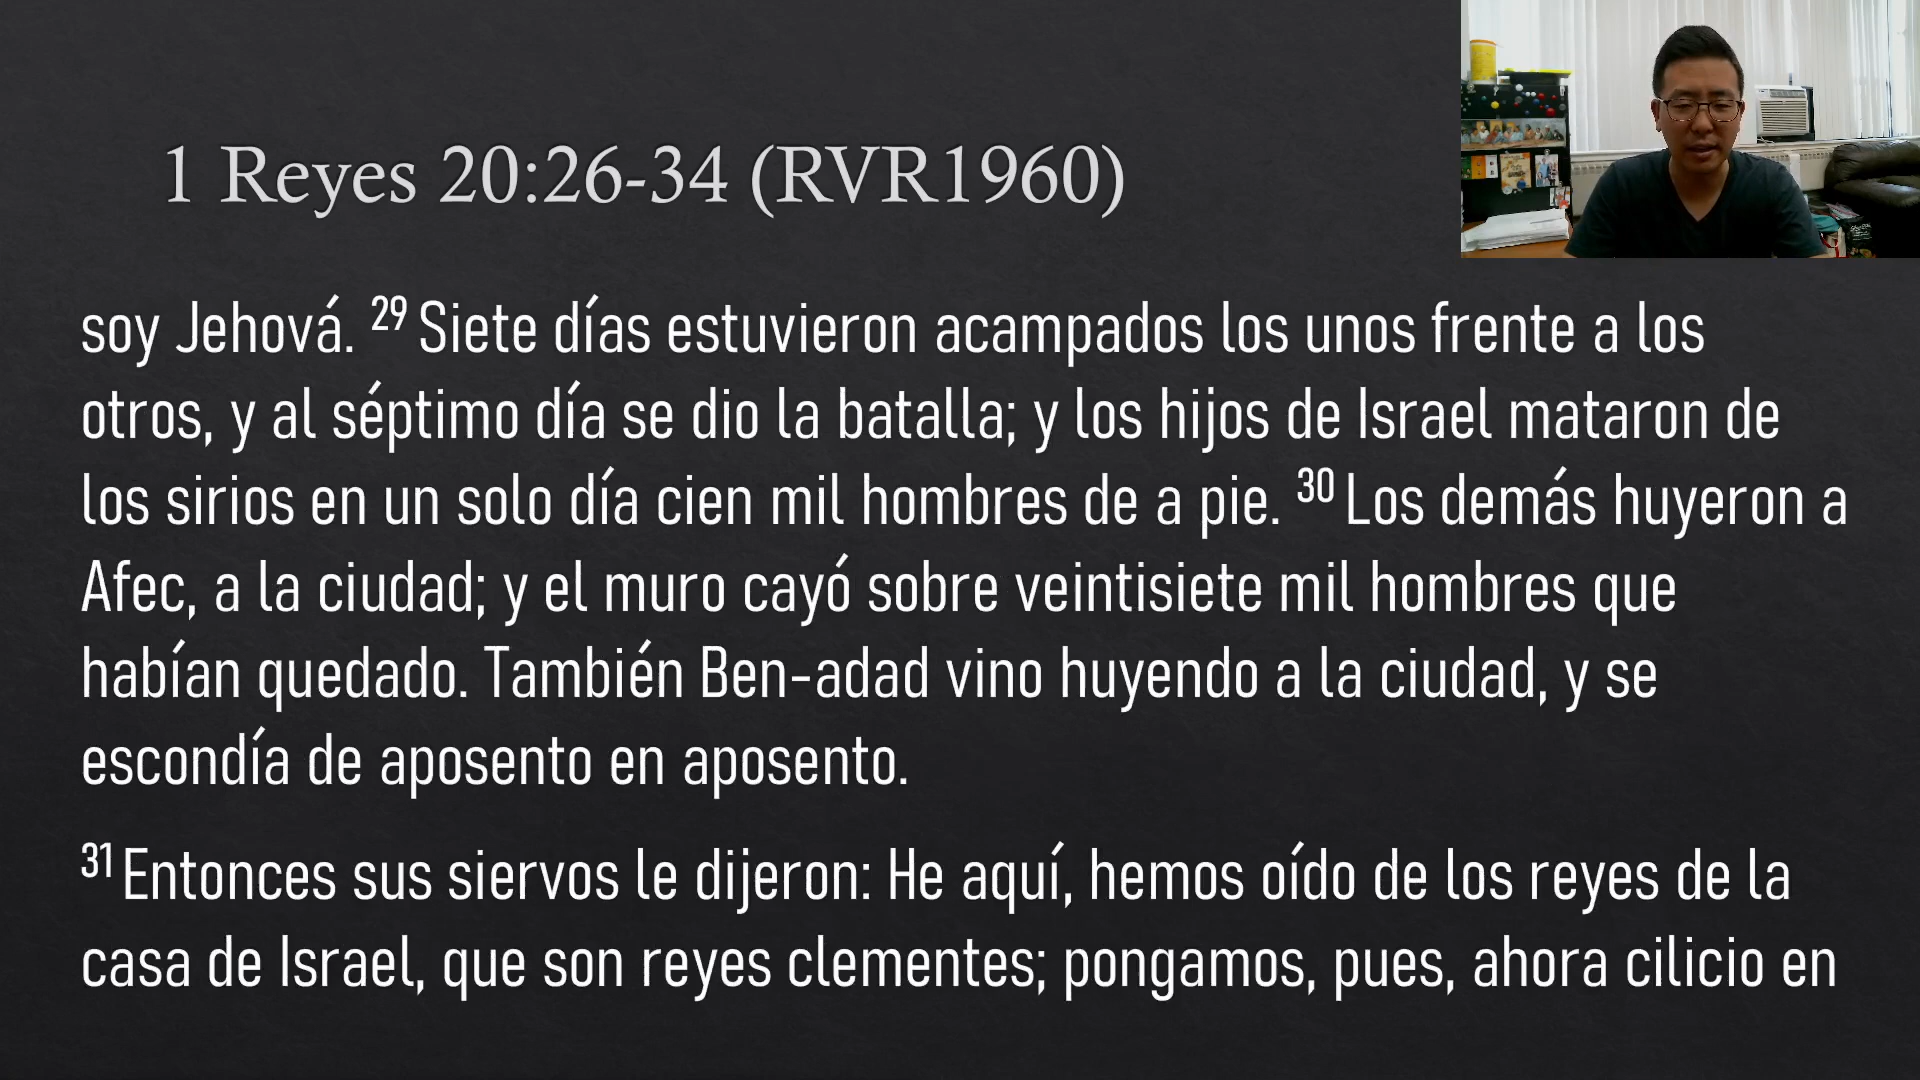 1 Reyes 20:26-34 (RVR1960)
soy Jehová. 29 Siete días estuvieron acampados los unos frente a los
otros, y al séptimo día se dio la batalla; y los hijos de Israel mataron de
los sirios en un solo día cien mil hombres de a pie. 30 Los demás huyeron a
Afec, a la ciudad; y el muro cayó sobre veintisiete mil hombres que
habían quedado. También Ben-adad vino huyendo a la ciudad, y se
escondía de aposento en aposento.
31 Entonces sus siervos le dijeron: He aquí, hemos oído de los reyes de la
casa de Israel, que son reyes clementes; pongamos, pues, ahora cilicio en